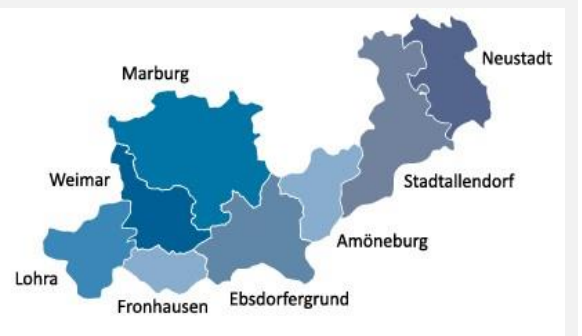 Neustadt
Marburg
Weimar
Stadtallendorf
Amöneburg
Lohra
Fronhausen
Ebsdorfergrund